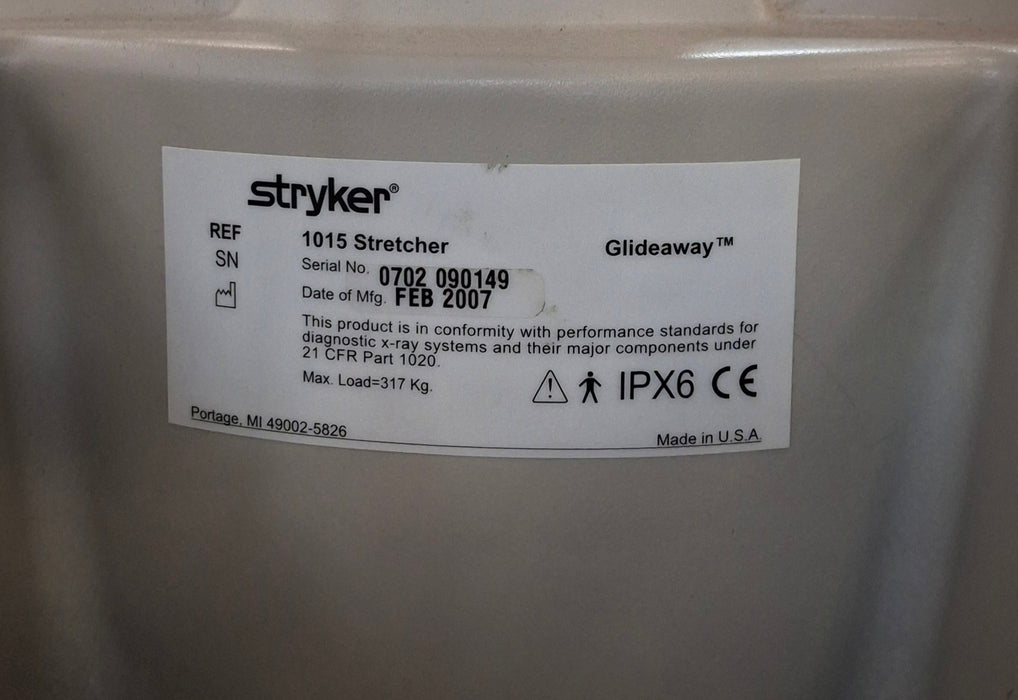 stryker®
REF 1015 Stretcher Glideaway™
SN Serial No. 0702 090149
Date of Mfg. FEB 2007
This product is in conformity with performance standards for
diagnostic x-ray systems and their major components under
21 CFR Part 1020.
Max. Load=317 Kg.
IPX6 CE
Portage, MI 49002-5826
Made in U.S.A.